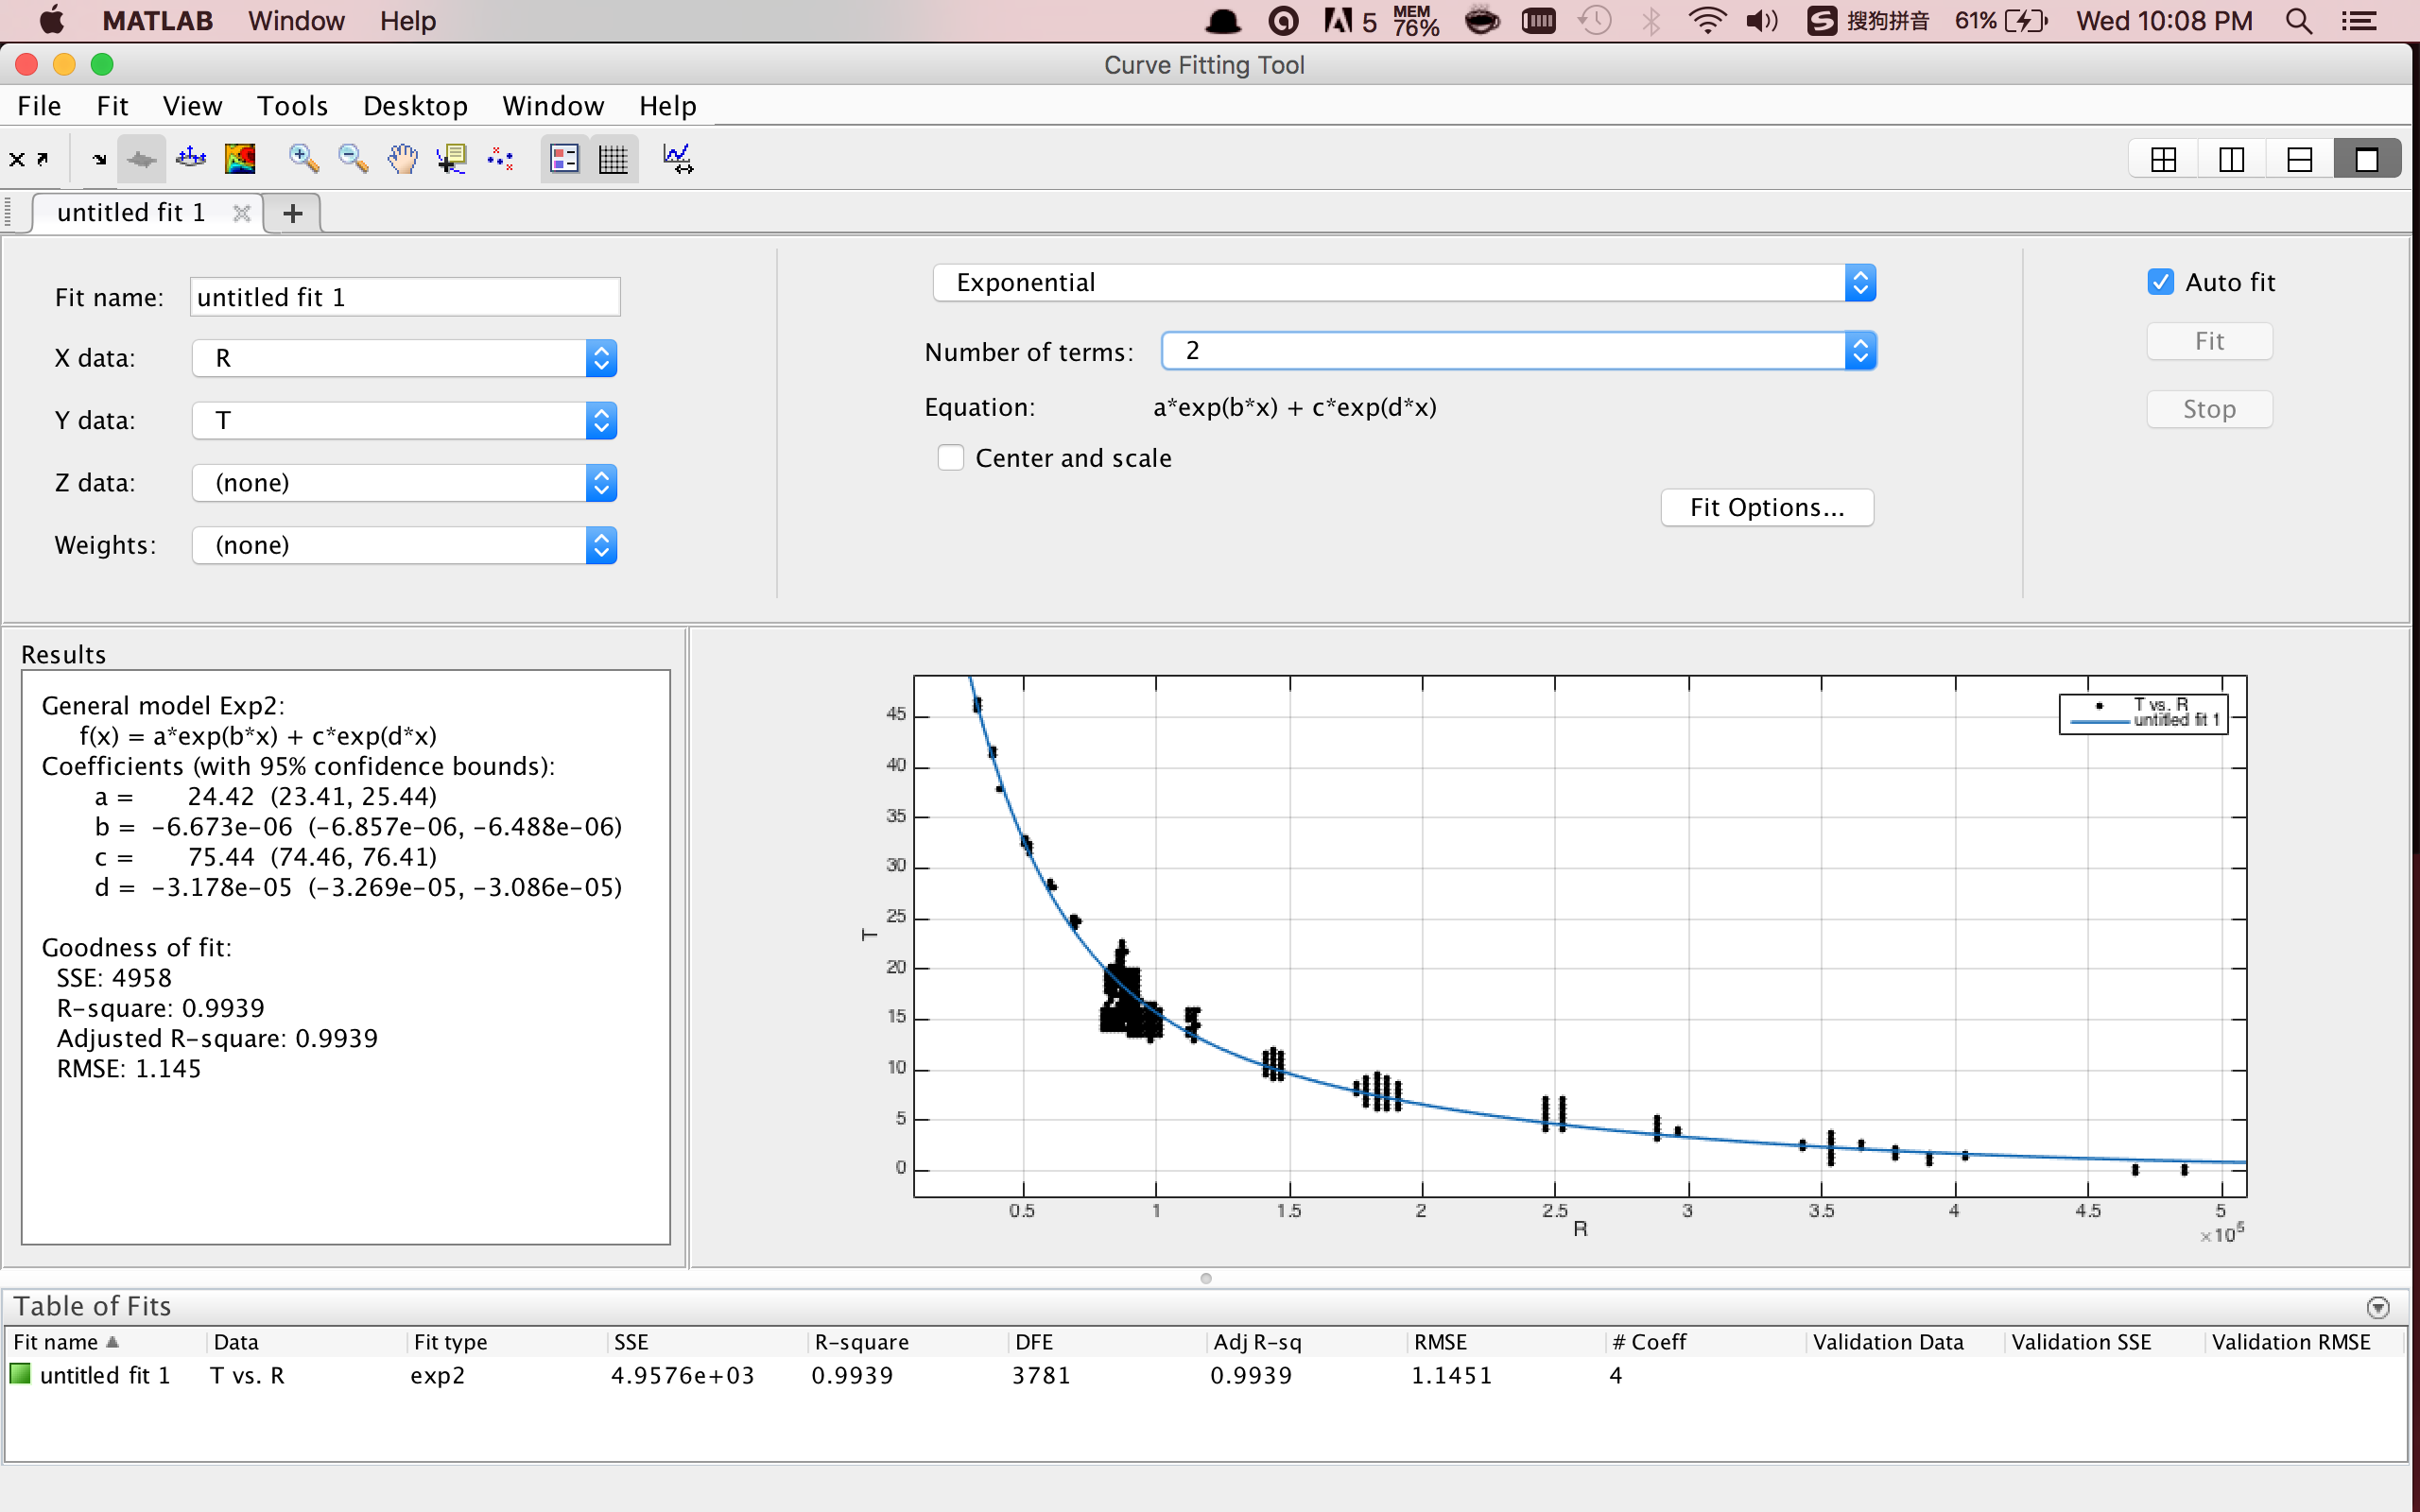 MATLAB Window Help 5 MEM 76% 搜狗拼音 61% Wed 10:08 PM
Curve Fitting Tool
File Fit View Tools Desktop Window Help
untitled fit 1
Fit name: untitled fit 1
X data: R
Y data: T
Z data: (none)
Weights: (none)
Exponential
Number of terms: 2
Equation: a*exp(b*x) + c*exp(d*x)
Center and scale
Fit Options...
Auto fit
Fit
Stop
Results
General model Exp2:
f(x) = a*exp(b*x) + c*exp(d*x)
Coefficients (with 95% confidence bounds):
a = 24.42 (23.41, 25.44)
b = -6.673e-06 (-6.857e-06, -6.488e-06)
c = 75.44 (74.46, 76.41)
d = -3.178e-05 (-3.269e-05, -3.086e-05)
Goodness of fit:
SSE: 4958
R-square: 0.9939
Adjusted R-square: 0.9939
RMSE: 1.145
T vs. R
untitled fit 1
45
40
35
30
25
20
15
10
5
0
T
0.5 1 1.5 2 2.5 3 3.5 4 4.5 5
R
×10⁵
Table of Fits
Fit name Data Fit type SSE R-square DFE Adj R-sq RMSE # Coeff Validation Data Validation SSE Validation RMSE
untitled fit 1 T vs. R exp2 4.9576e+03 0.9939 3781 0.9939 1.1451 4